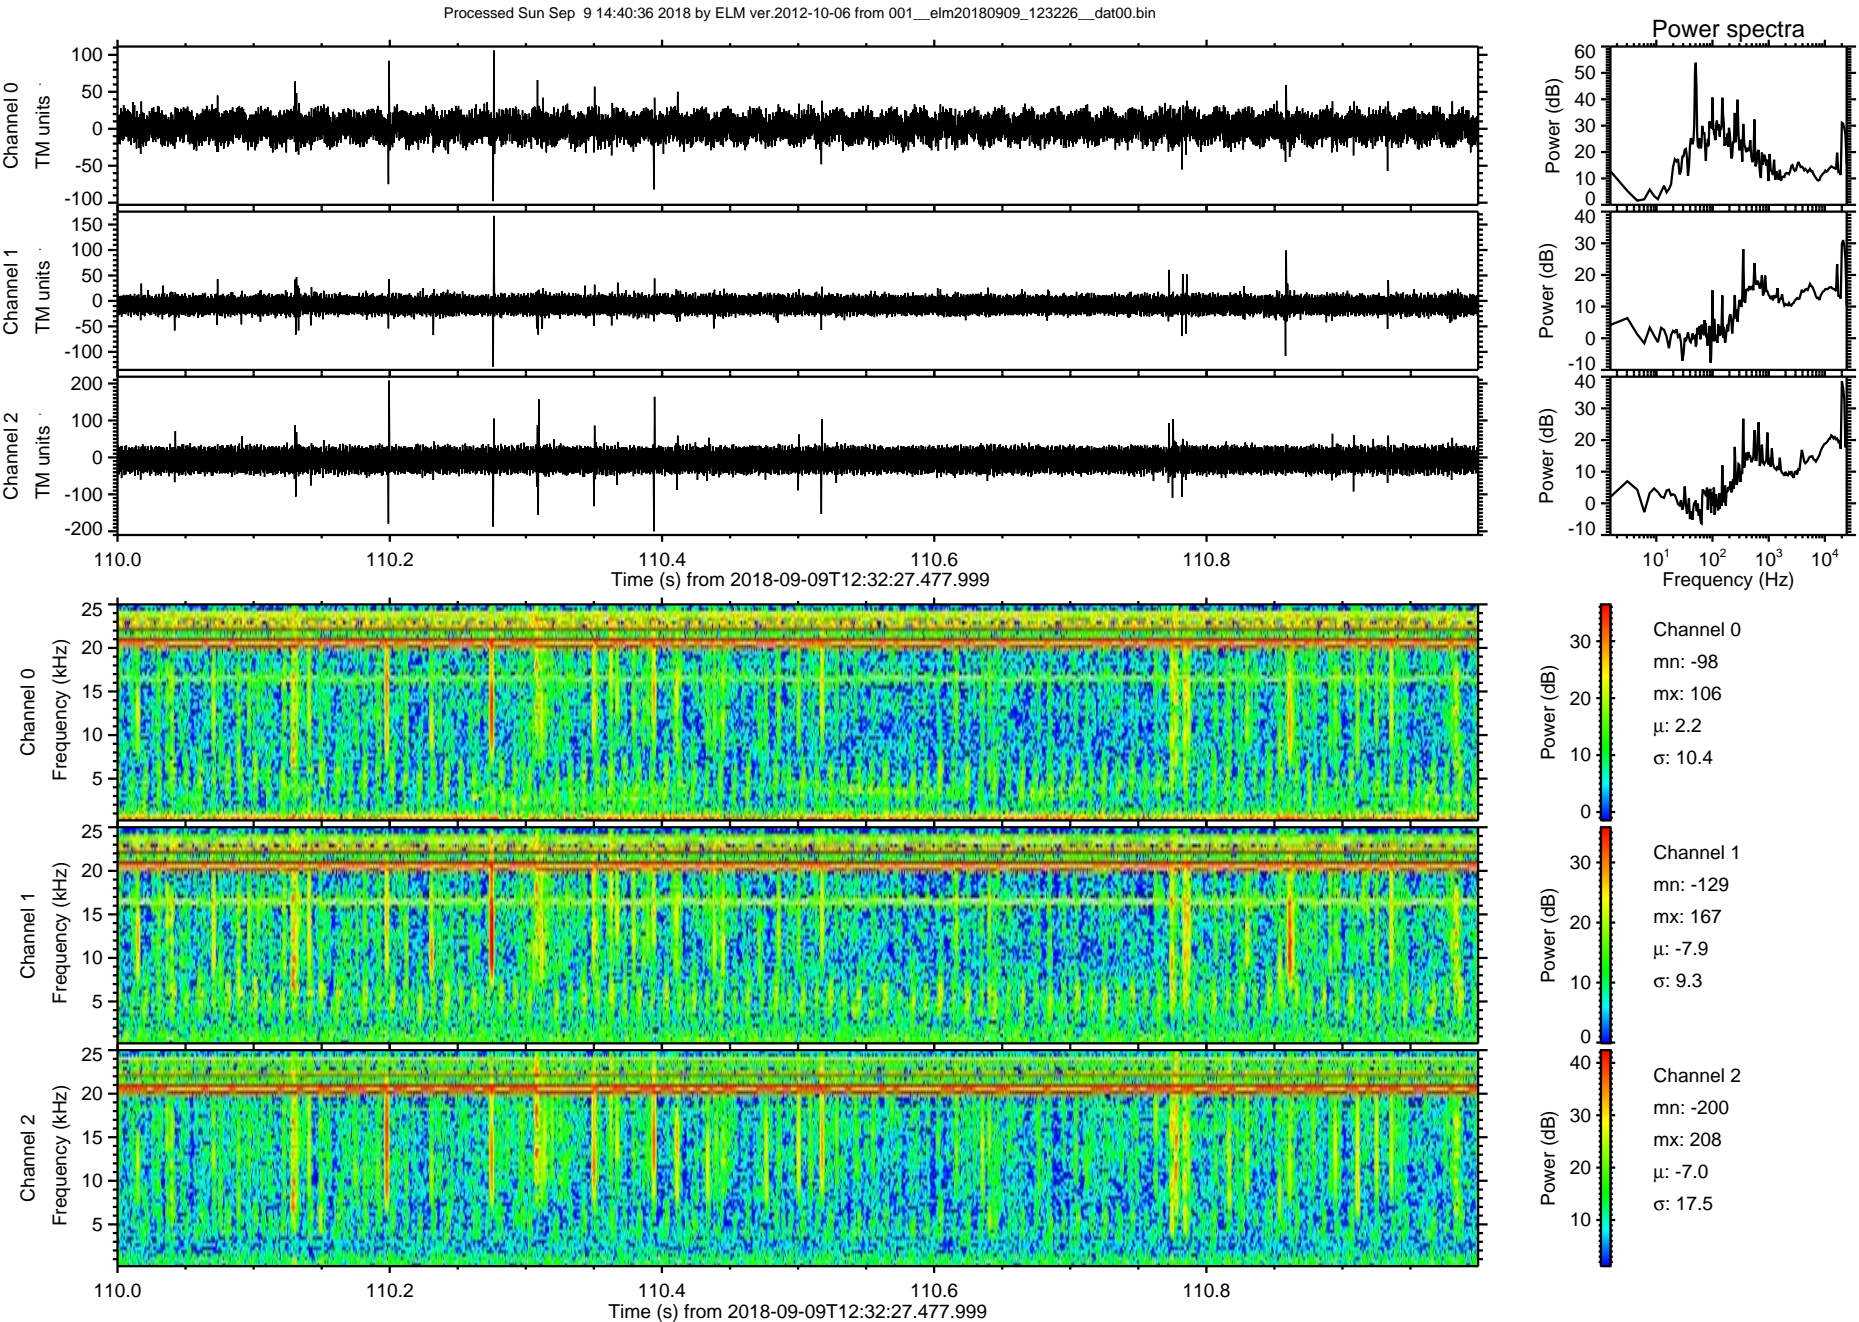 Processed Sun Sep  9 14:40:36 2018 by ELM ver.2012-10-06 from 001__elm20180909_123226__dat00.bin
Power spectra
Channel 0
TM units
100
50
0
-50
-100
Power (dB)
60
50
40
30
20
10
0
Channel 1
TM units
150
100
50
0
-50
-100
Power (dB)
40
30
20
10
0
-10
Channel 2
TM units
200
100
0
-100
-200
Power (dB)
40
30
20
10
0
-10
110.0 110.2 110.4 110.6 110.8
Time (s) from 2018-09-09T12:32:27.477.999
10^1 10^2 10^3 10^4
Frequency (Hz)
Channel 0
Frequency (kHz)
25
20
15
10
5
Power (dB)
30
20
10
0
Channel 0
mn: -98
mx: 106
μ: 2.2
σ: 10.4
Channel 1
Frequency (kHz)
25
20
15
10
5
Power (dB)
30
20
10
0
Channel 1
mn: -129
mx: 167
μ: -7.9
σ: 9.3
Channel 2
Frequency (kHz)
25
20
15
10
5
Power (dB)
40
30
20
10
Channel 2
mn: -200
mx: 208
μ: -7.0
σ: 17.5
110.0 110.2 110.4 110.6 110.8
Time (s) from 2018-09-09T12:32:27.477.999